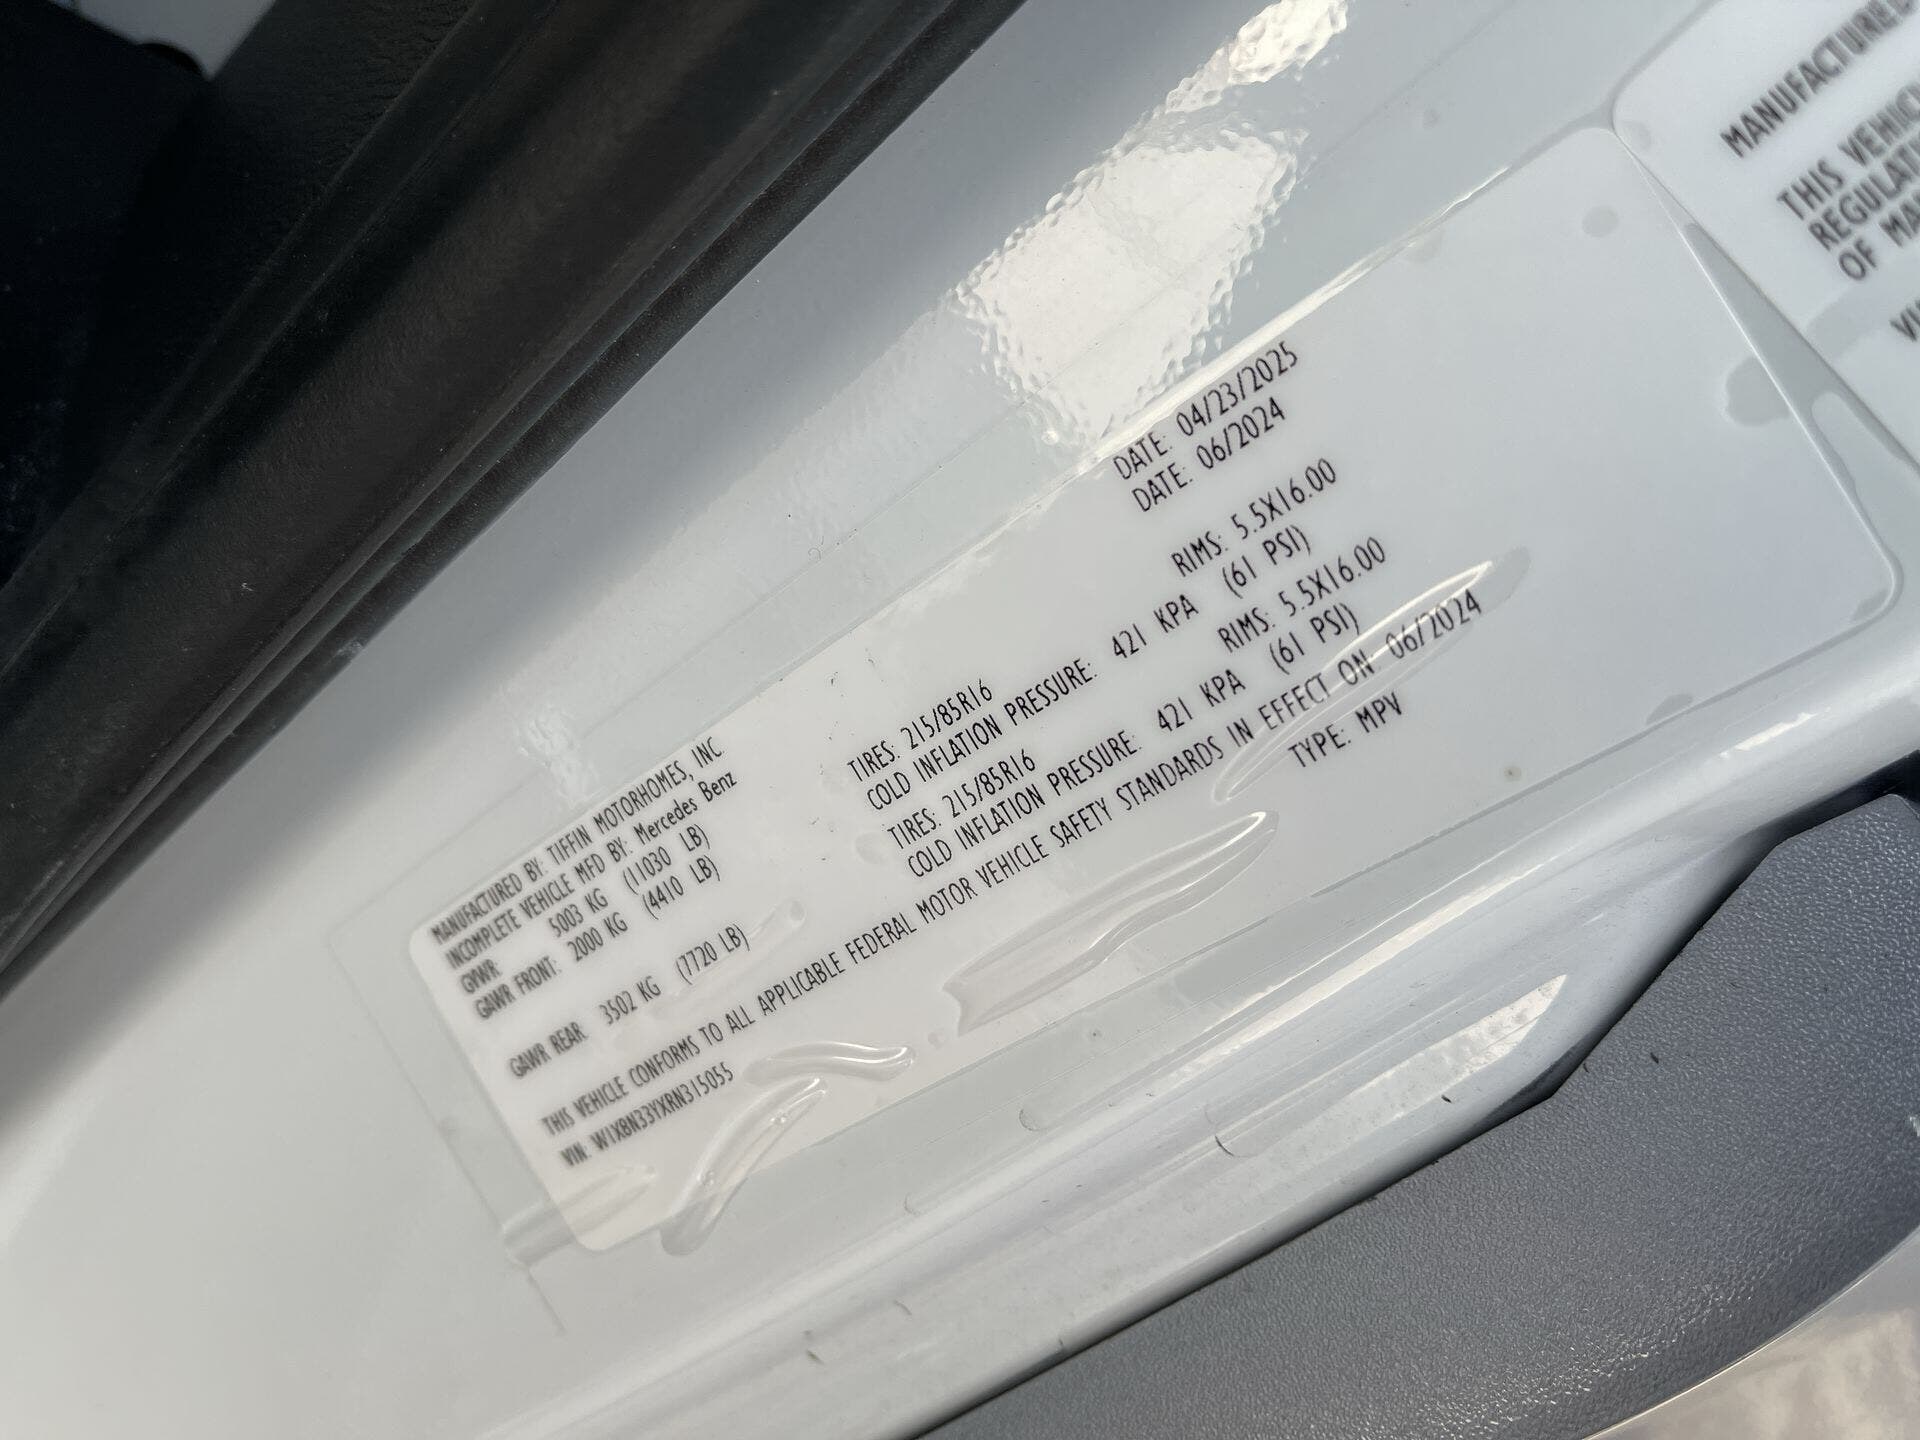 MANUFACTURED BY: TIFFIN MOTORHOMES, INC. DATE: 04/23/2025
INCOMPLETE VEHICLE MFD BY: Mercedes Benz DATE: 06/2024
GVWR: 5003 KG (11030 LB)
GAWR FRONT: 2000 KG (4410 LB) TIRES: 215/85R16 RIMS: 5.5X16.00
COLD INFLATION PRESSURE: 421 KPA (61 PSI)
GAWR REAR 3502 KG (7720 LB) TIRES: 215/85R16 RIMS: 5.5X16.00
COLD INFLATION PRESSURE: 421 KPA (61 PSI)
THIS VEHICLE CONFORMS TO ALL APPLICABLE FEDERAL MOTOR VEHICLE SAFETY STANDARDS IN EFFECT ON: 06/2024
VIN: W1X8N33YXRN315055 TYPE: MPV
MANUFACTURED
THIS VEHIC
REGULAT
OF MA
VI